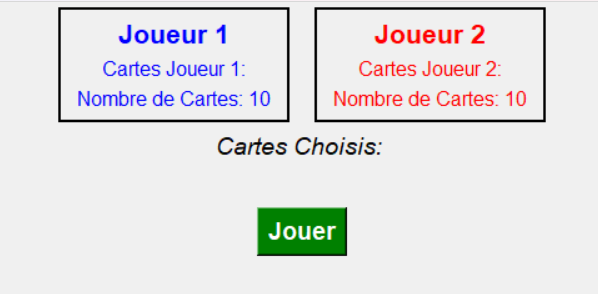 Joueur 1
Cartes Joueur 1:
Nombre de Cartes: 10
Joueur 2
Cartes Joueur 2:
Nombre de Cartes: 10
Cartes Choisis:
Jouer